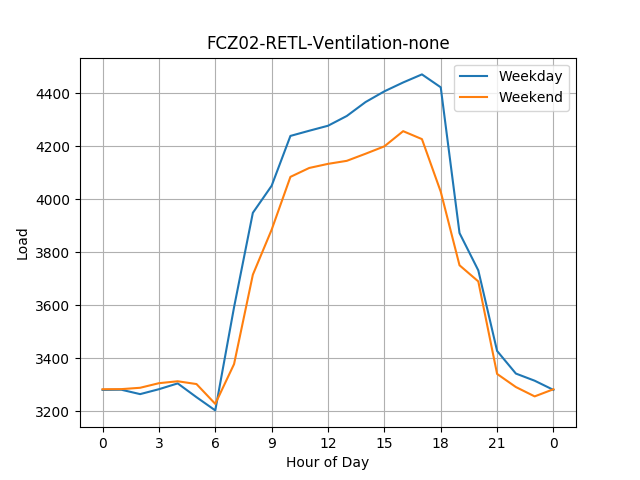 FCZ02-RETL-Ventilation-none
Weekday
Weekend
Load
4400
4200
4000
3800
3600
3400
3200
0 3 6 9 12 15 18 21 0
Hour of Day